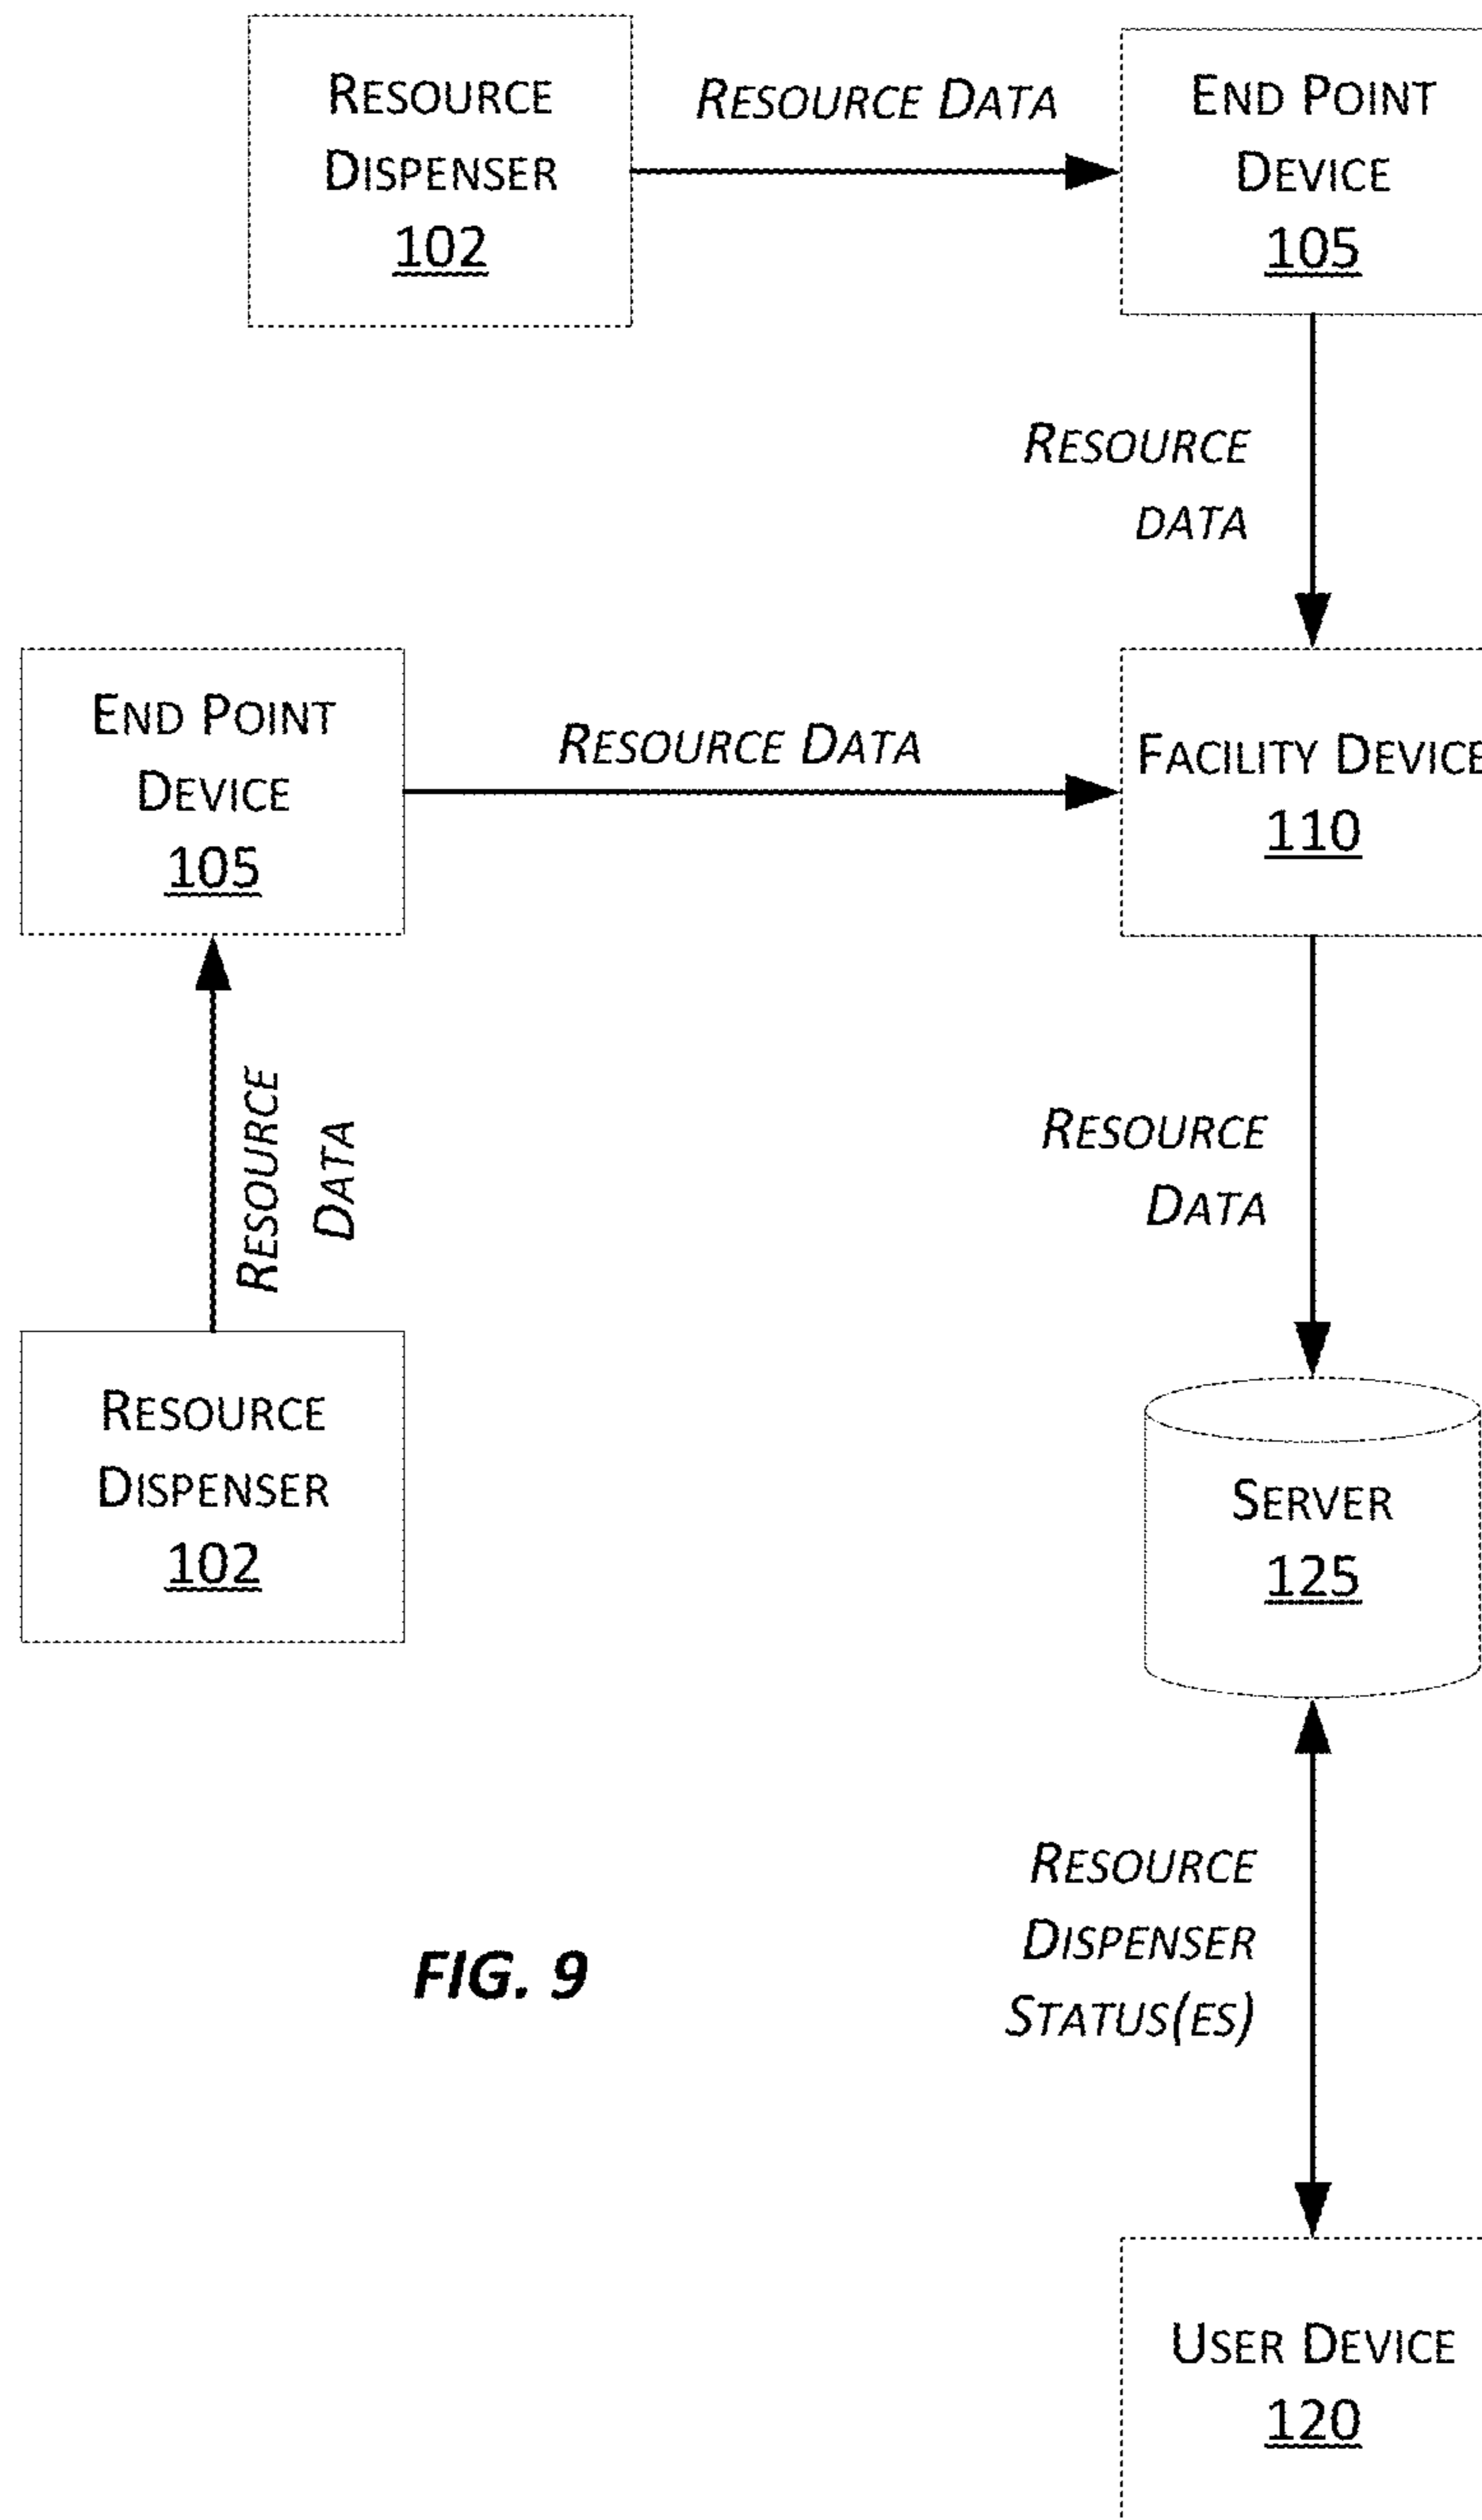 RESOURCE
DISPENSER
102
RESOURCE DATA
END POINT
DEVICE
105
RESOURCE
DATA
END POINT
DEVICE
105
RESOURCE DATA
FACILITY DEVICE
110
RESOURCE
DATA
RESOURCE
DATA
RESOURCE
DISPENSER
102
SERVER
125
RESOURCE
DISPENSER
STATUS(ES)
FIG. 9
USER DEVICE
120